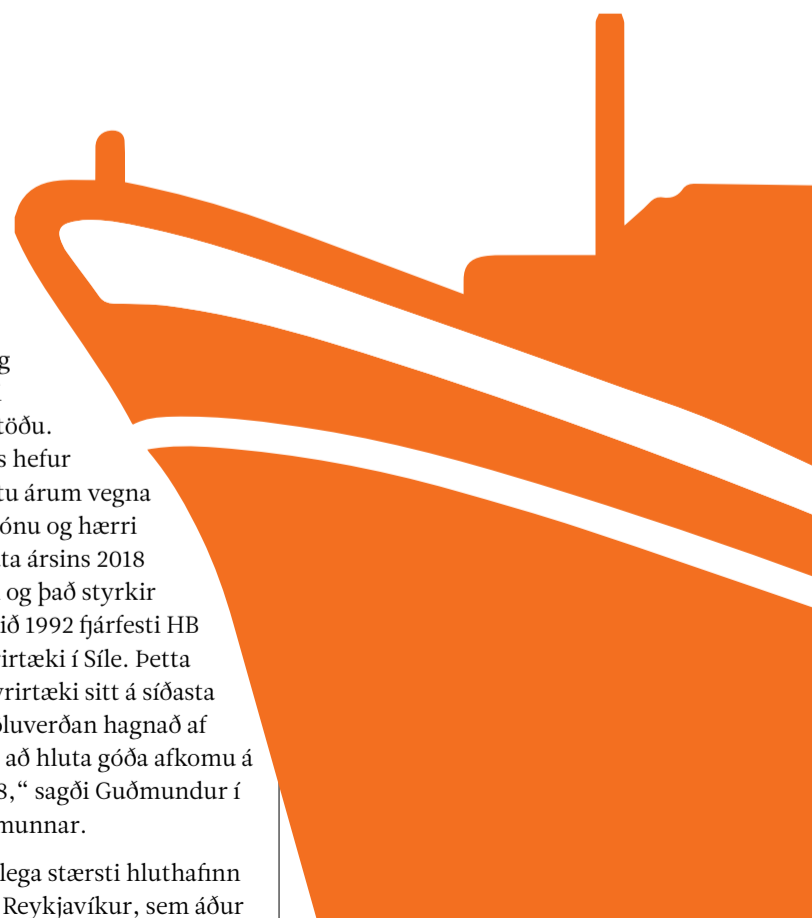 töðu.
s hefur
tu árum vegna
ónu og hærri
ta ársins 2018
og það styrkir
ið 1992 fjárfesti HB
irtæki í Síle. Þetta
yrirtæki sitt á síðasta
öluverðan hagnað af
að hluta góða afkomu á
8,“ sagði Guðmundur í
munnar.
lega stærsti hluthafinn
Reykjavíkur, sem áður